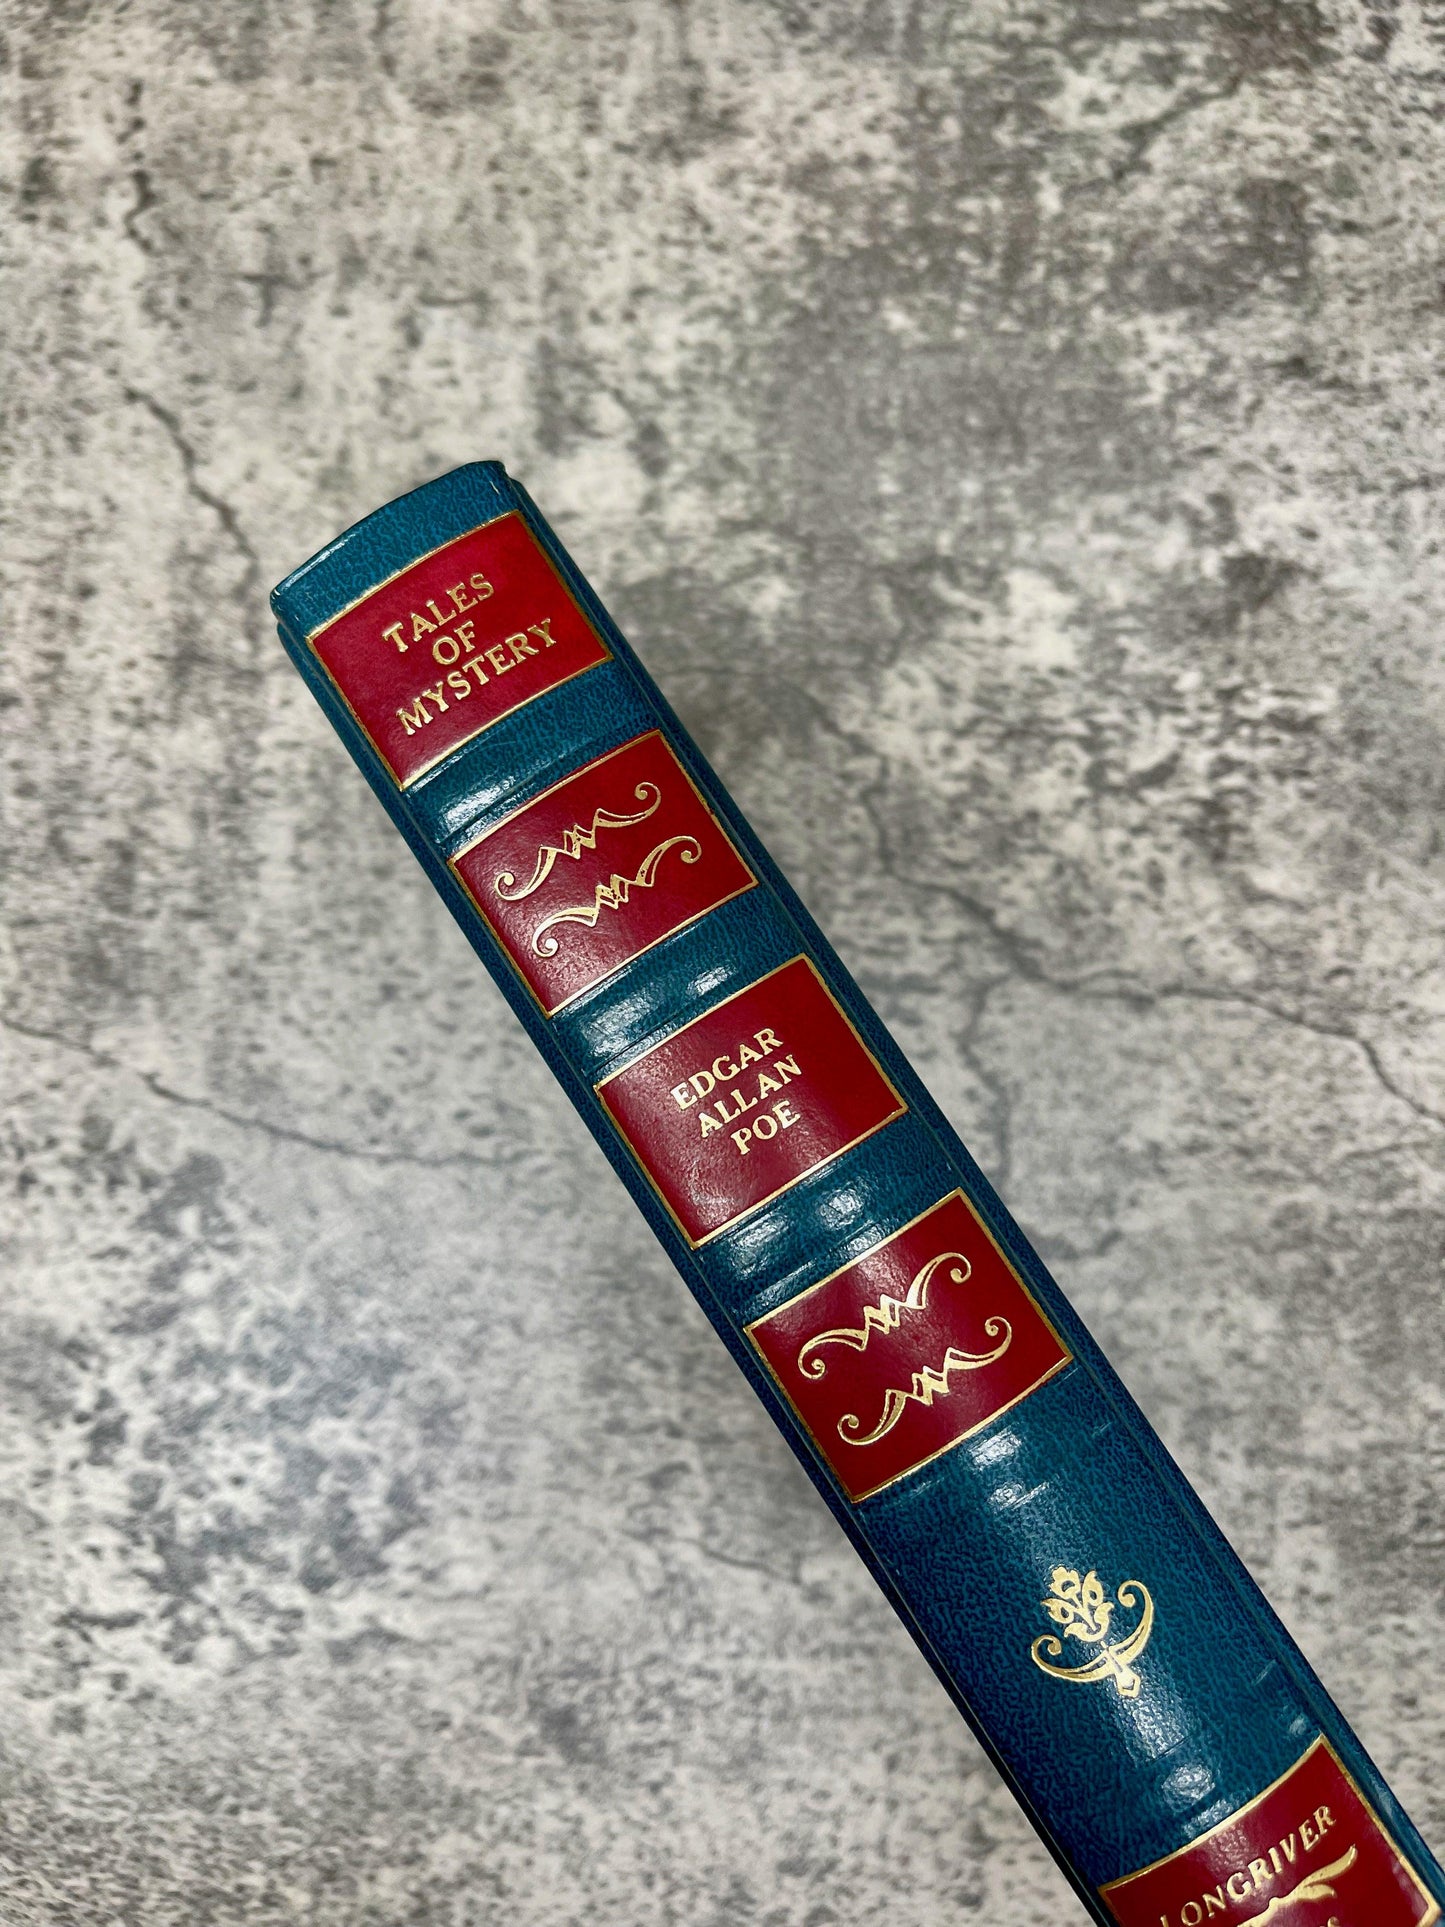 TALES
OF
MYSTERY
EDGAR
ALLAN
POE
LONGRIVER